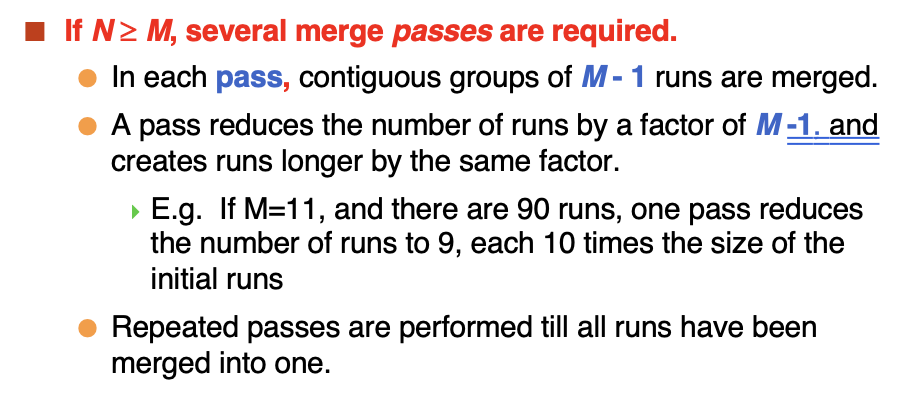 If N ≥ M, several merge passes are required.
In each pass, contiguous groups of M - 1 runs are merged.
A pass reduces the number of runs by a factor of M -1. and
creates runs longer by the same factor.
E.g. If M=11, and there are 90 runs, one pass reduces
the number of runs to 9, each 10 times the size of the
initial runs
Repeated passes are performed till all runs have been
merged into one.